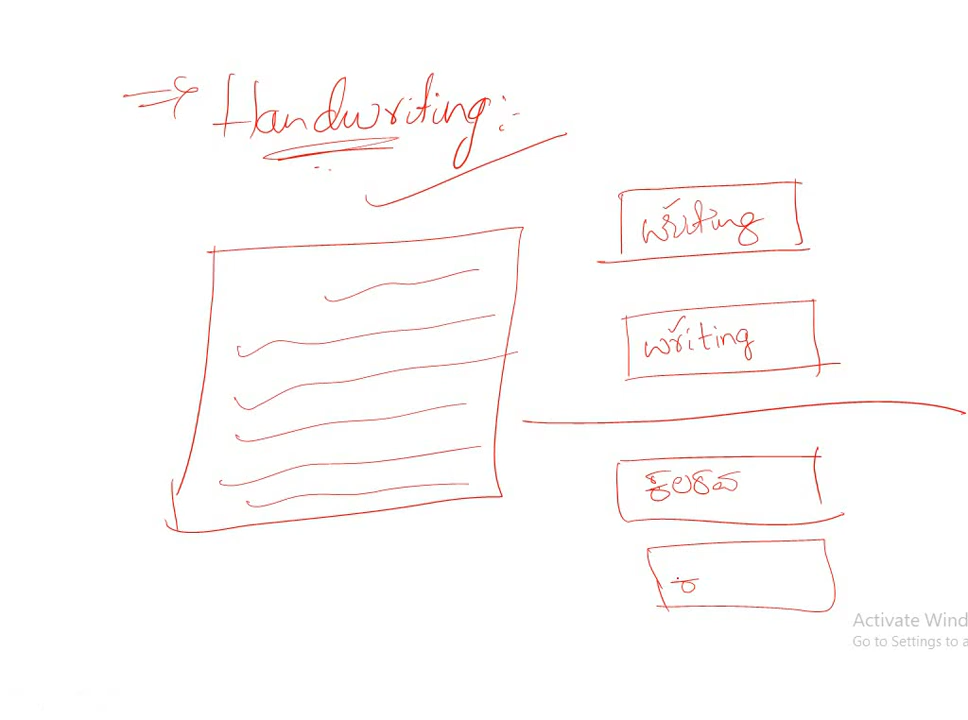 ⇒ Handwriting:-
writing
writing
Activate Wind
Go to Settings to a